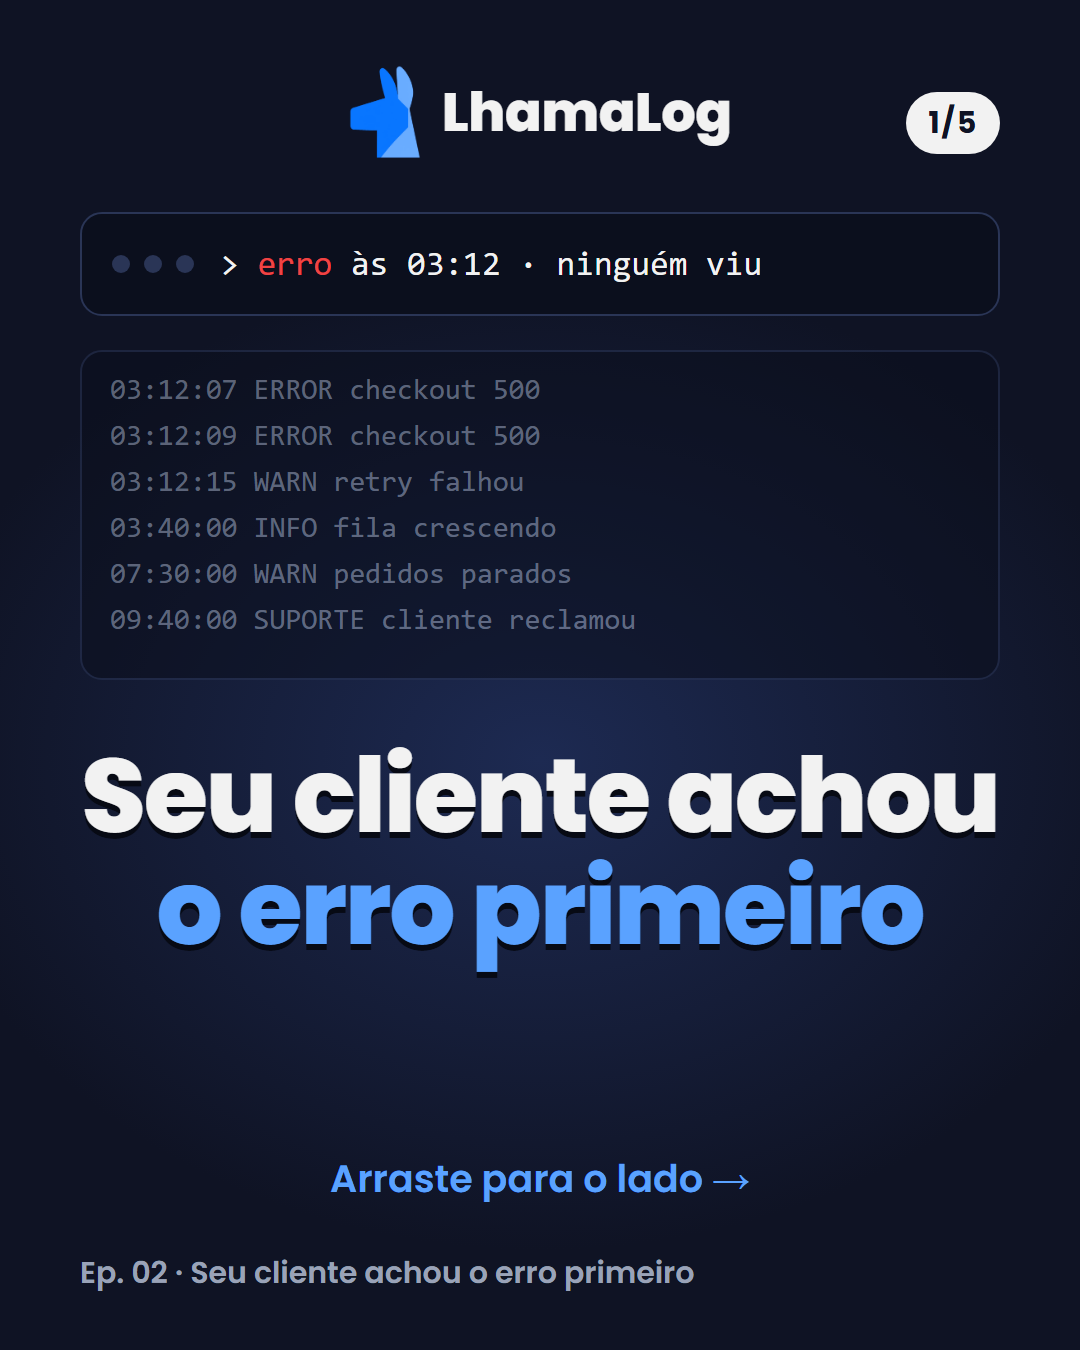 LhamaLog
1/5
> erro às 03:12 · ninguém viu
03:12:07 ERROR checkout 500
03:12:09 ERROR checkout 500
03:12:15 WARN retry falhou
03:40:00 INFO fila crescendo
07:30:00 WARN pedidos parados
09:40:00 SUPORTE cliente reclamou
Seu cliente achou
o erro primeiro
Arraste para o lado →
Ep. 02 · Seu cliente achou o erro primeiro